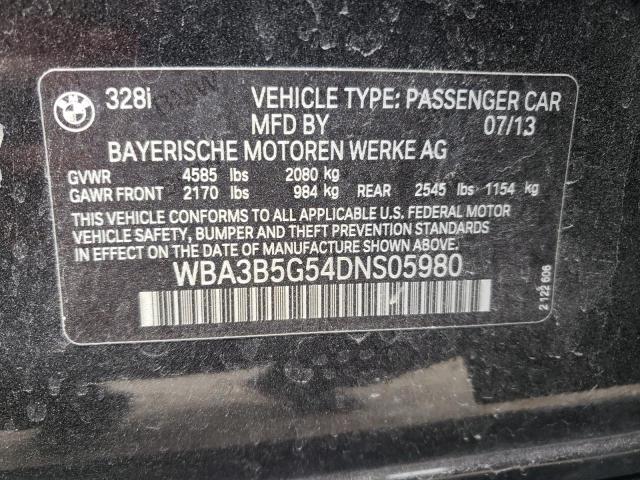 BMW
328i VEHICLE TYPE: PASSENGER CAR
MFD BY 07/13
BAYERISCHE MOTOREN WERKE AG
GVWR 4585 lbs 2080 kg
GAWR FRONT 2170 lbs 984 kg REAR 2545 lbs 1154 kg
THIS VEHICLE CONFORMS TO ALL APPLICABLE U.S. FEDERAL MOTOR
VEHICLE SAFETY, BUMPER AND THEFT PREVENTION STANDARDS
IN EFFECT ON THE DATE OF MANUFACTURE SHOWN ABOVE.
WBA3B5G54DNS05980
2 122 606